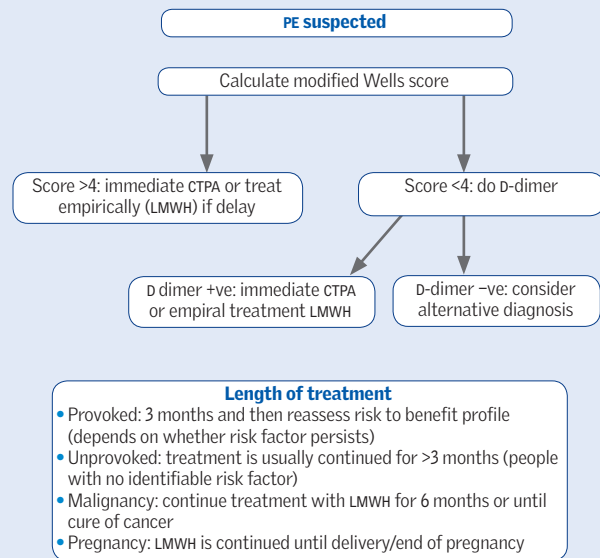 PE suspected
Calculate modified Wells score
Score >4: immediate CTPA or treat
empirically (LMWH) if delay
Score <4: do D-dimer
D dimer +ve: immediate CTPA
or empiral treatment LMWH
D-dimer −ve: consider
alternative diagnosis
Length of treatment
• Provoked: 3 months and then reassess risk to benefit profile
(depends on whether risk factor persists)
• Unprovoked: treatment is usually continued for >3 months (people
with no identifiable risk factor)
• Malignancy: continue treatment with LMWH for 6 months or until
cure of cancer
• Pregnancy: LMWH is continued until delivery/end of pregnancy